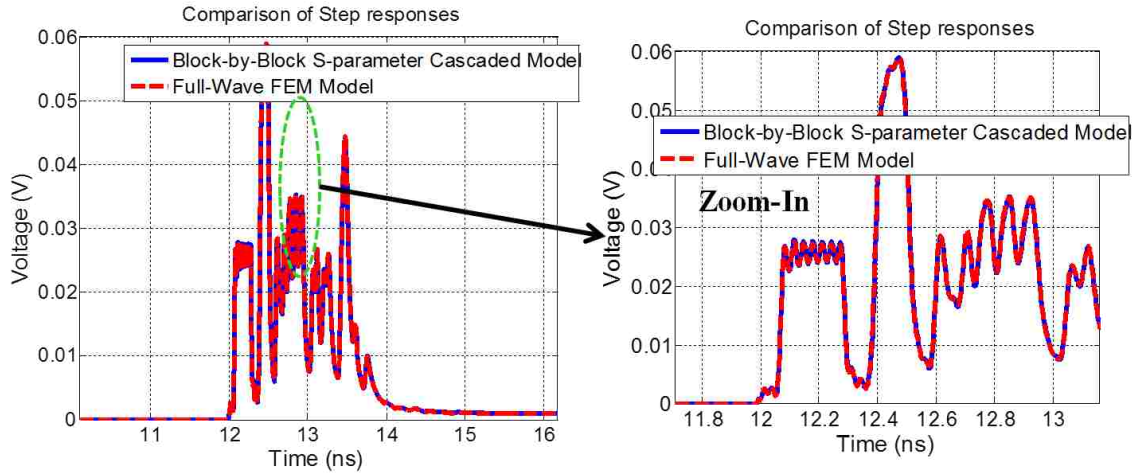 Comparison of Step responses
0.06
0.05
0.04
0.03
0.02
0.01
0
Voltage (V)
Block-by-Block S-parameter Cascaded Model
Full-Wave FEM Model
11
12
13
14
15
16
Time (ns)
Comparison of Step responses
0.06
0.05
0.04
0.03
0.02
0.01
0
Voltage (V)
Block-by-Block S-parameter Cascaded Model
Full-Wave FEM Model
Zoom-In
11.8
12
12.2
12.4
12.6
12.8
13
Time (ns)